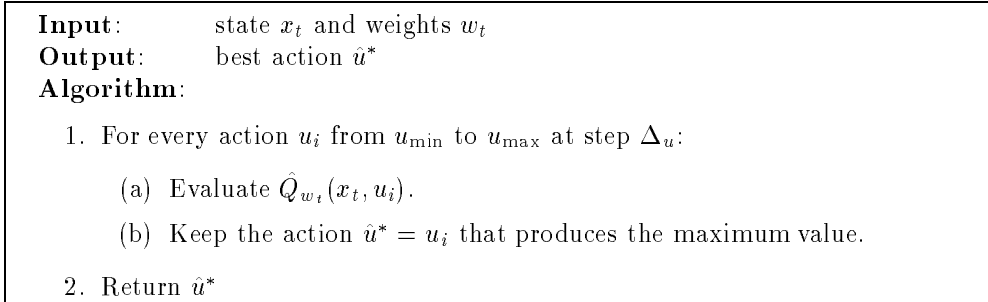 Input: state x_t and weights w_t
Output: best action û*
Algorithm:
1. For every action u_i from u_min to u_max at step Δ_u:
(a) Evaluate Q̂_{w_t}(x_t, u_i).
(b) Keep the action û* = u_i that produces the maximum value.
2. Return û*